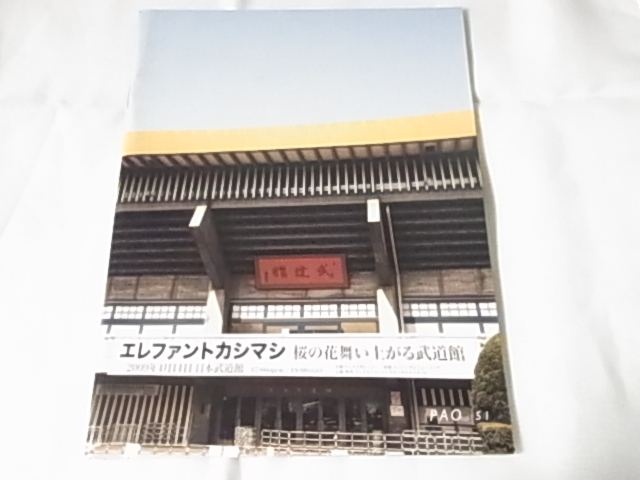 武道館
エレファントカシマシ 桜の花舞い上がる武道館
2009年4月11日 日本武道館
PAO 51